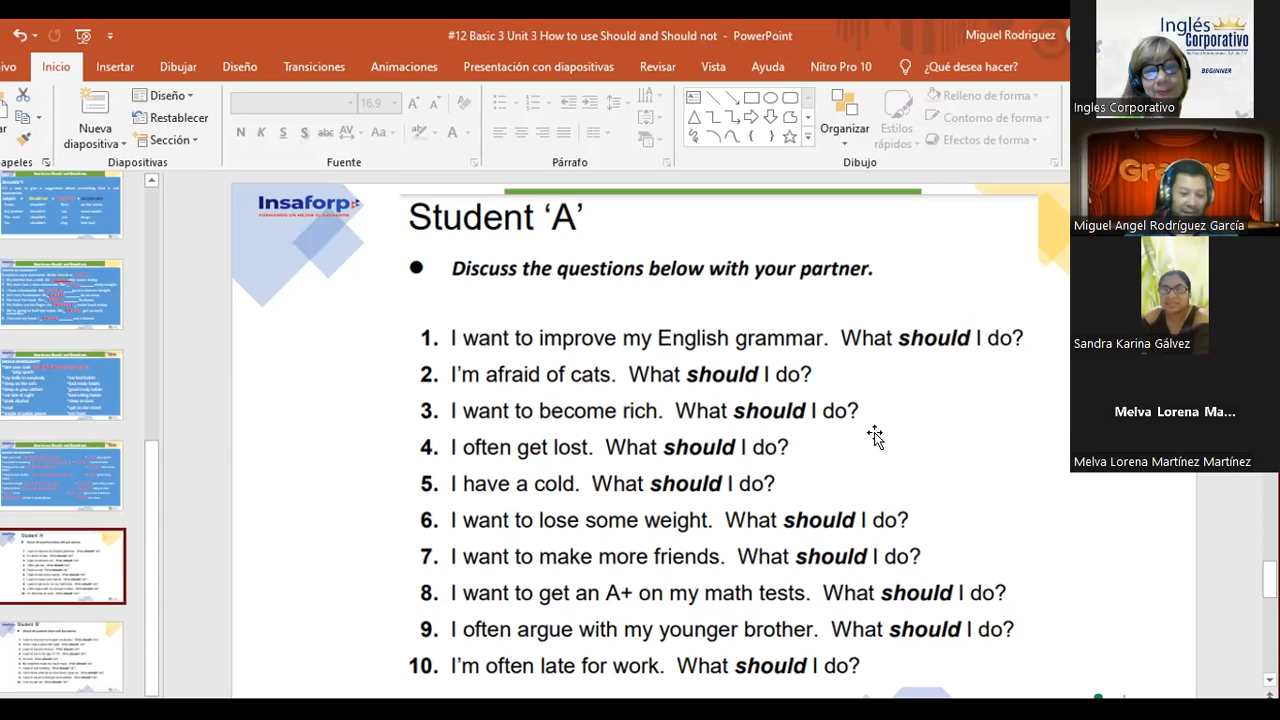 #12 Basic 3 Unit 3 How to use Should and Should not - PowerPoint
Miguel Rodriguez
Inicio Insertar Dibujar Diseño Transiciones Animaciones Presentación con diapositivas Revisar Vista Ayuda Nitro Pro 10 ¿Qué desea hacer?
Nueva diapositiva
Diseño
Restablecer
Sección
16.9
Organizar
Estilos rápidos
Relleno de forma
Contorno de forma
Efectos de forma
Diapositivas Fuente Párrafo Dibujo
Insaforp
Student ‘A’
● Discuss the questions below with your partner.
1. I want to improve my English grammar. What should I do?
2. I’m afraid of cats. What should I do?
3. I want to become rich. What should I do?
4. I often get lost. What should I do?
5. I have a cold. What should I do?
6. I want to lose some weight. What should I do?
7. I want to make more friends. What should I do?
8. I want to get an A+ on my math tests. What should I do?
9. I often argue with my younger brother. What should I do?
10. I’m often late for work. What should I do?
Inglés
Corporativo
BEGINNER
Ingles Corporativo
Miguel Angel Rodríguez García
Sandra Karina Gálvez
Melva Lorena Ma...
Melva Lorena Martínez Martínez